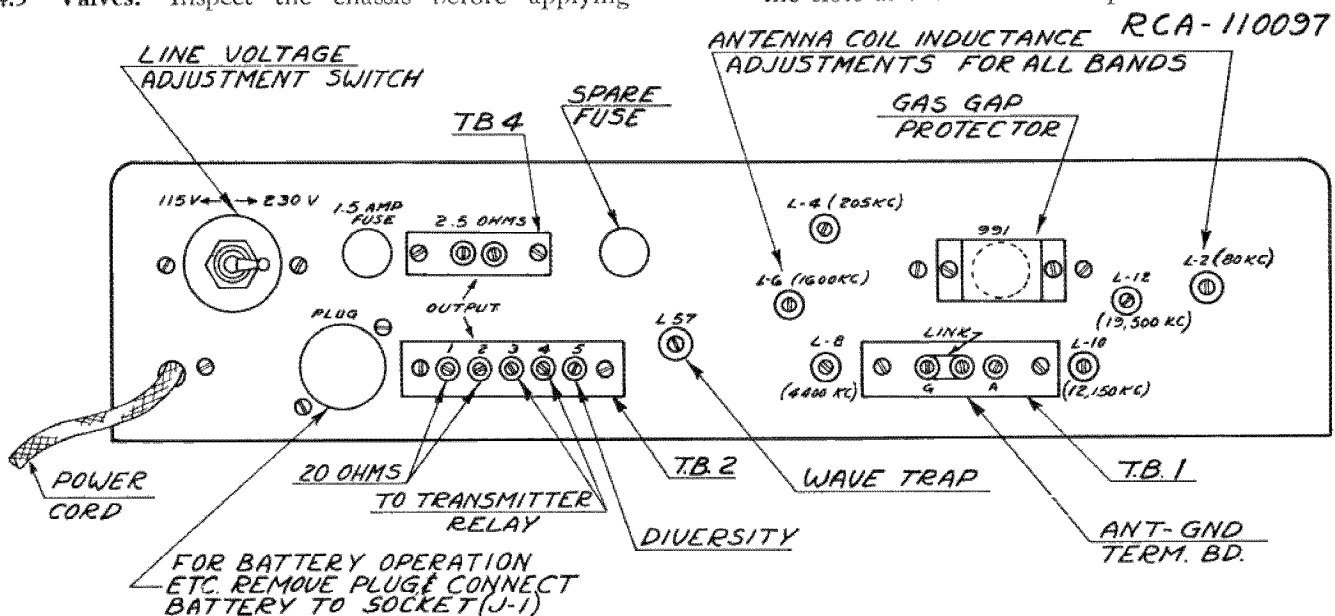 4.3 Valves. Inspect the chassis before applying
RCA-110097
LINE VOLTAGE
ADJUSTMENT SWITCH
TB 4
SPARE
FUSE
ANTENNA COIL INDUCTANCE
ADJUSTMENTS FOR ALL BANDS
GAS GAP
PROTECTOR
115V 230 V
1.5 AMP
FUSE
2.5 OHMS
L-4 (205KC)
991
L-2 (80KC)
L-6 (1600KC)
L-12
(19,500 KC)
OUTPUT
PLUG
L 57
LINK
L-8
(4400 KC)
L-10
(12,150KC)
1 2 3 4 5
G A
POWER
CORD
20 OHMS
TO TRANSMITTER
RELAY
T.B. 2
DIVERSITY
WAVE TRAP
T.B. 1
ANT-GND
TERM. BD.
FOR BATTERY OPERATION
ETC. REMOVE PLUG & CONNECT
BATTERY TO SOCKET (J-1)